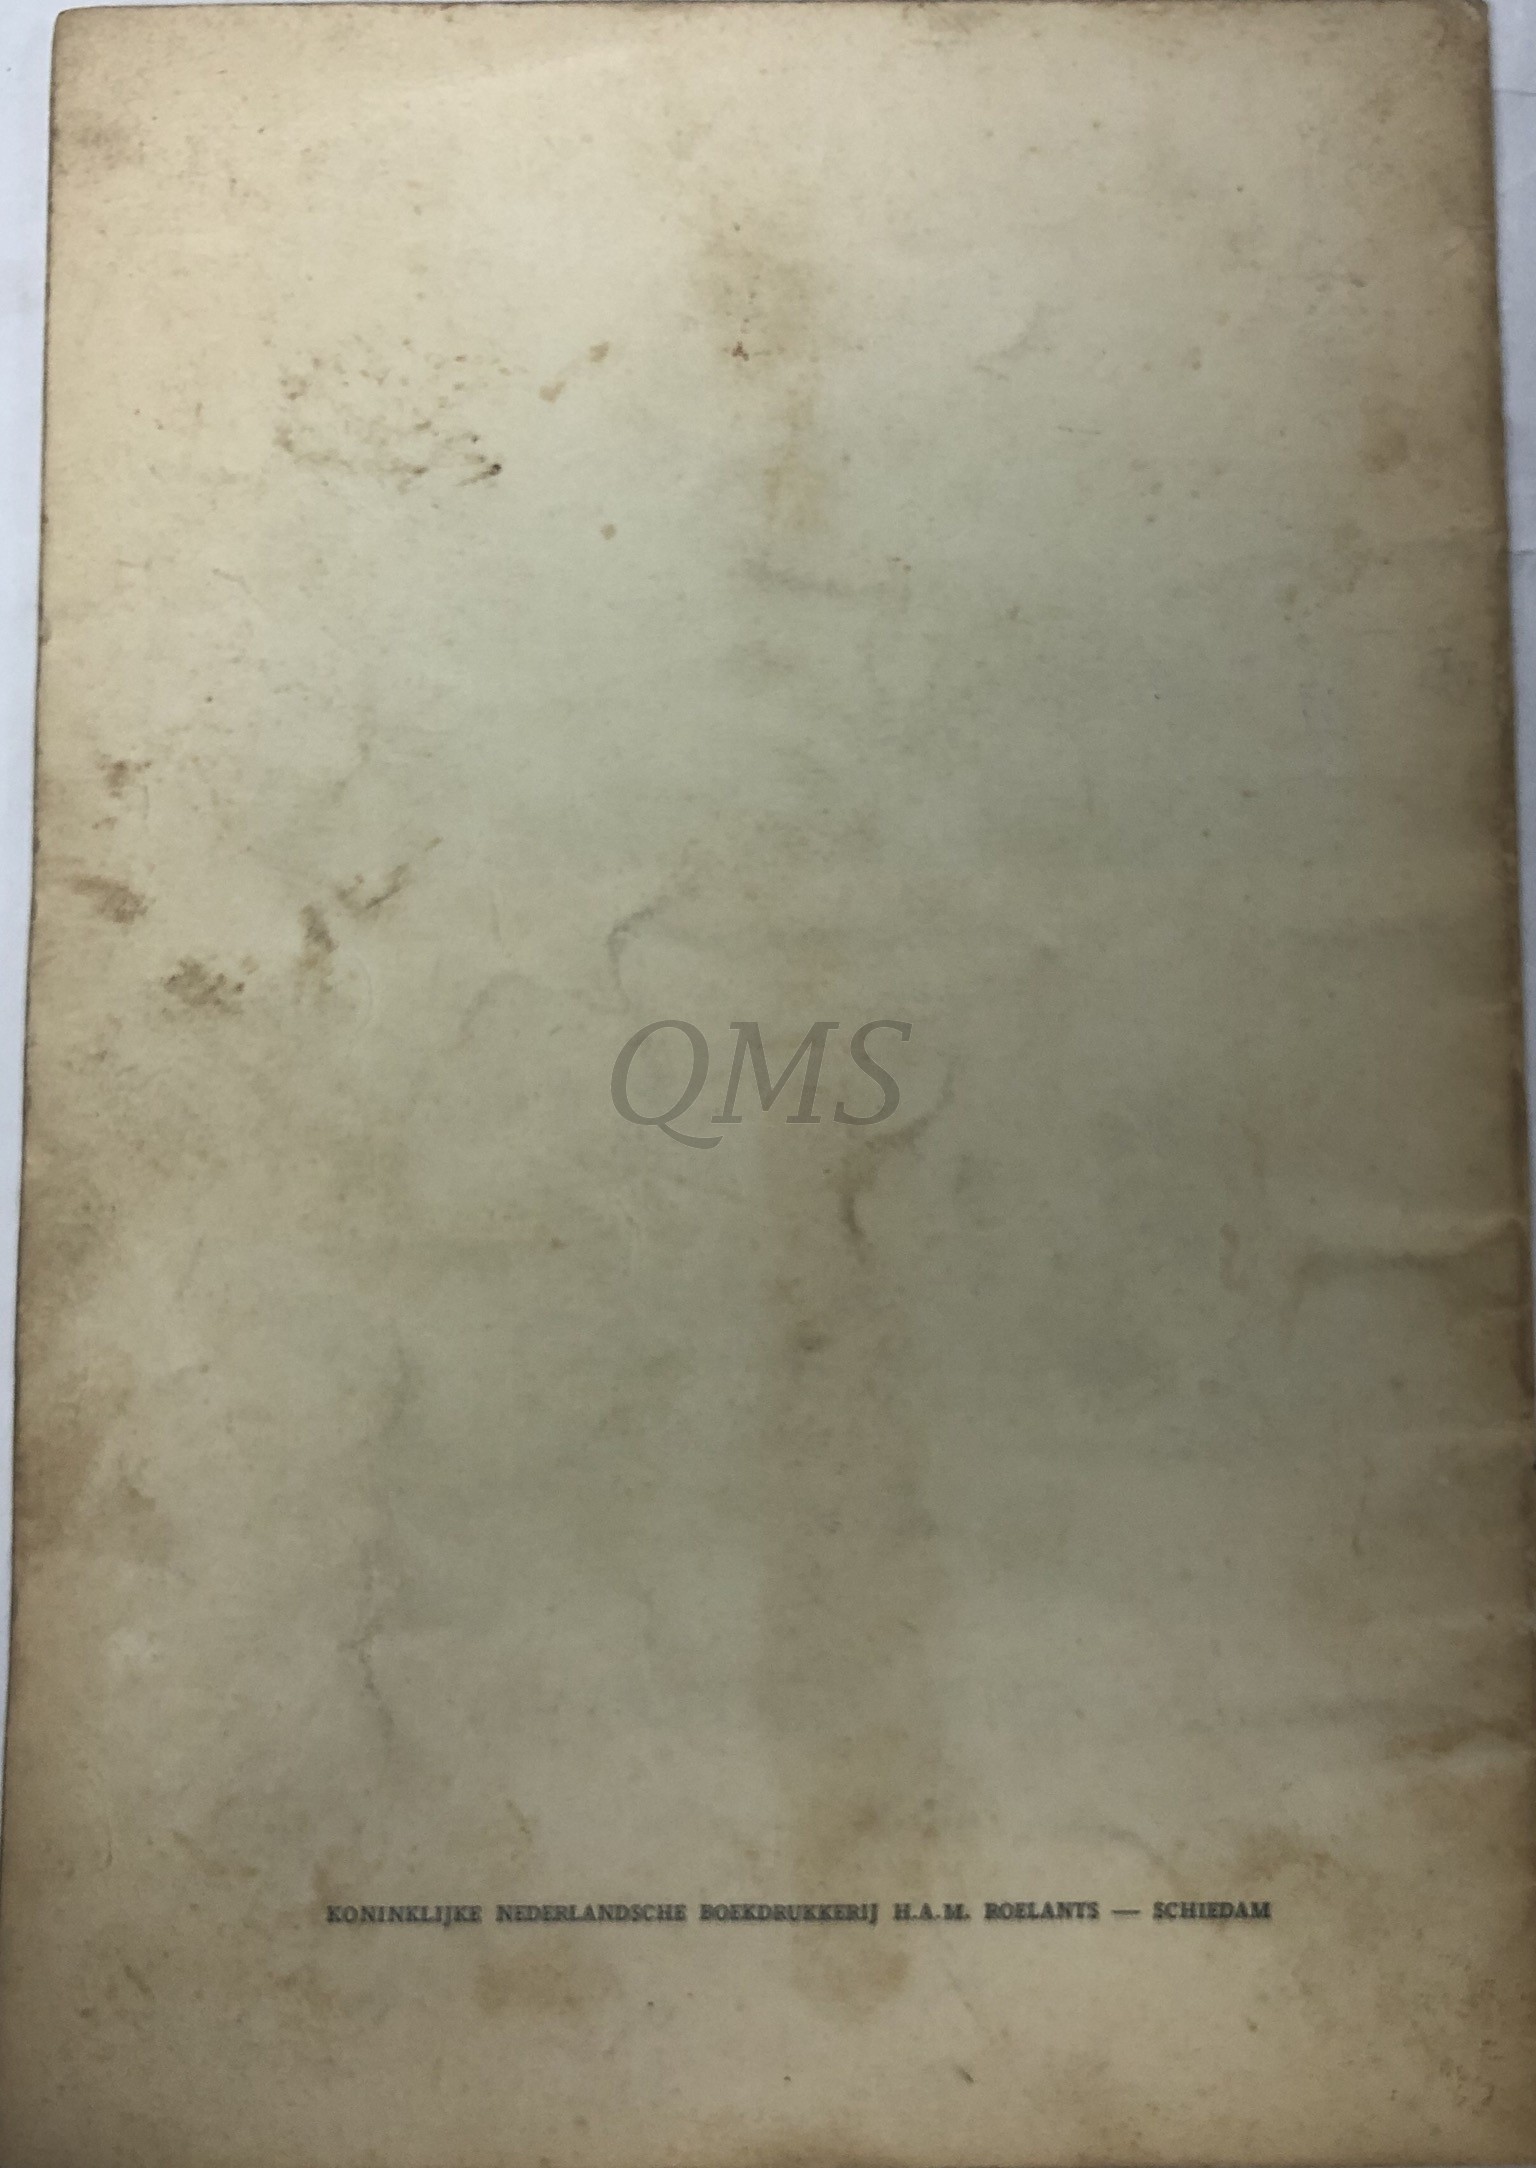 QMS
KONINKLIJKE NEDERLANDSCHE BOEKDRUKKERIJ H.A.M. ROELANTS — SCHIEDAM